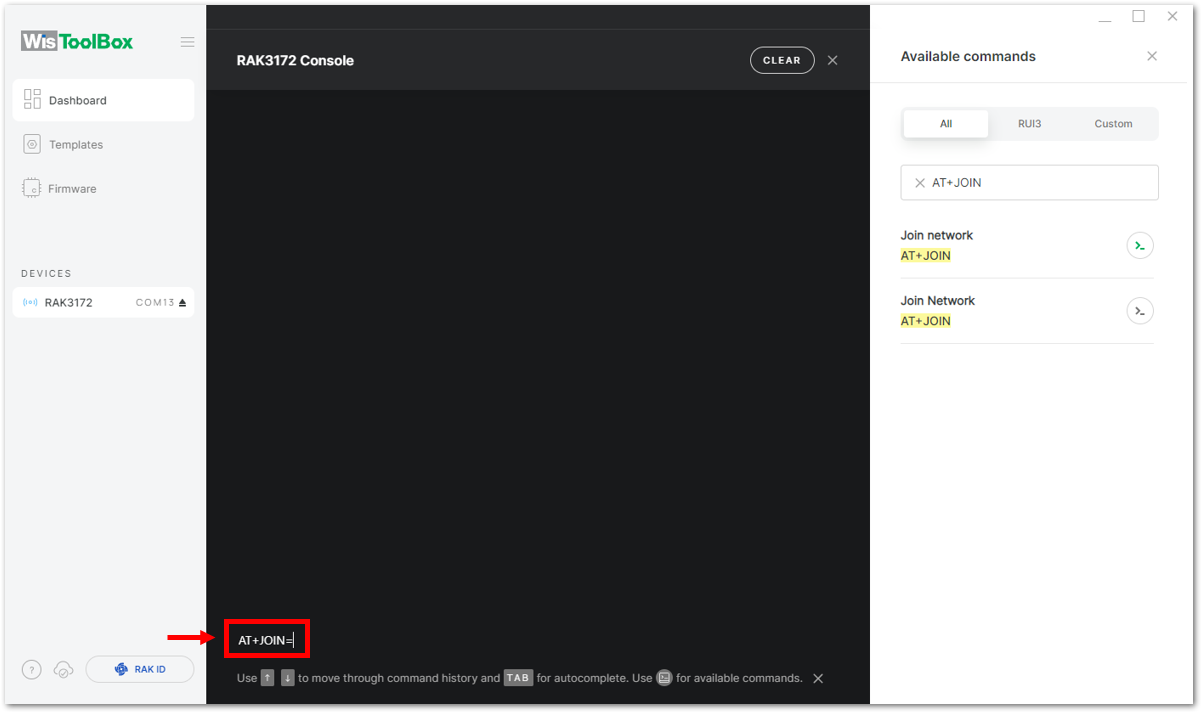 WisToolBox
Dashboard
Templates
Firmware
DEVICES
RAK3172 COM13
?
RAK ID
RAK3172 Console
CLEAR
AT+JOIN=
Use ↑ ↓ to move through command history and TAB for autocomplete. Use for available commands.
Available commands
All RUI3 Custom
AT+JOIN
Join network
AT+JOIN
Join Network
AT+JOIN